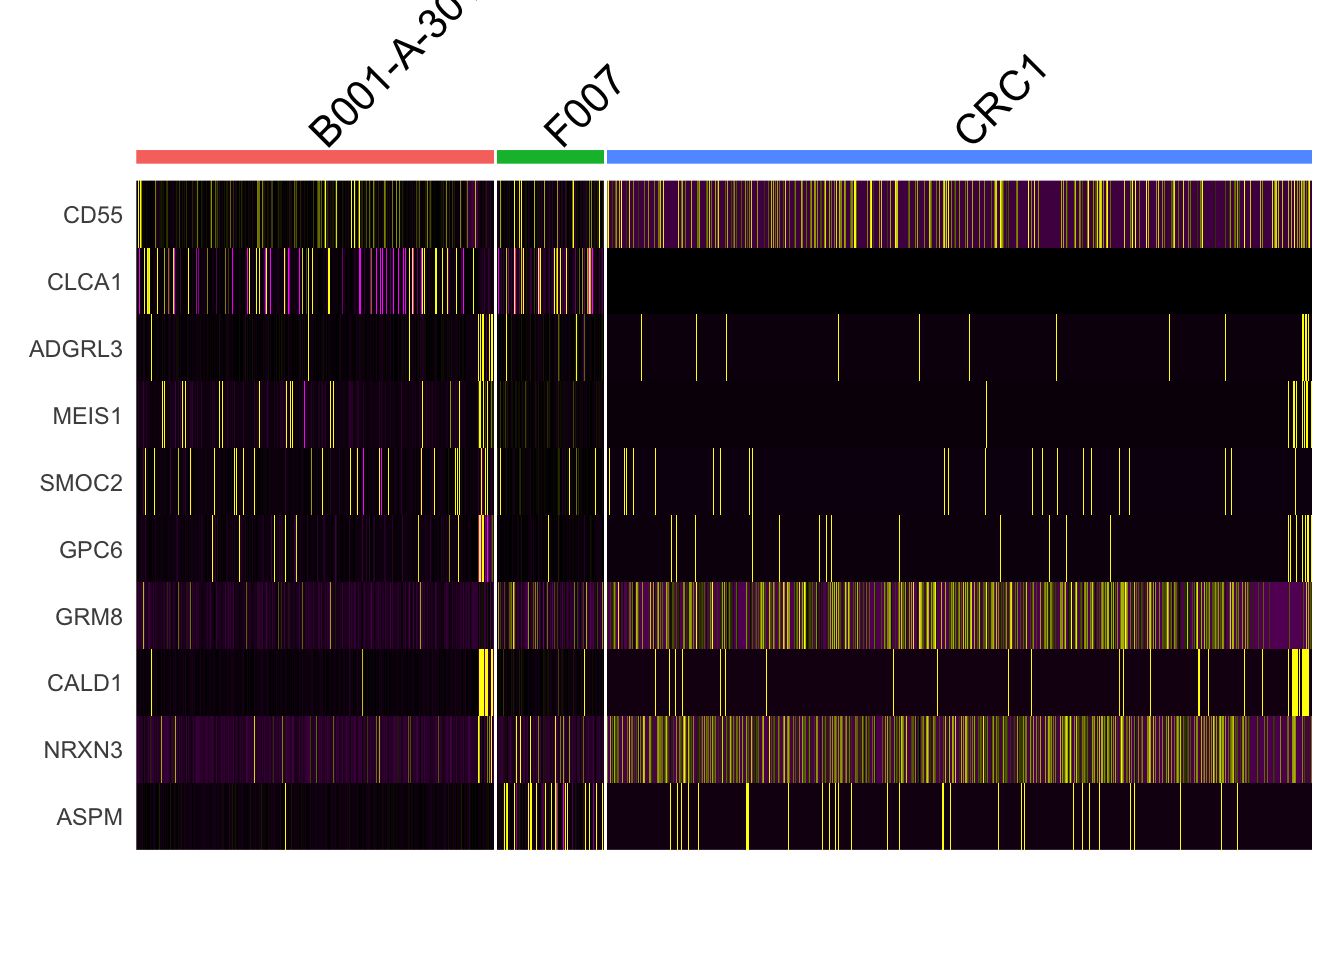 B001-A-30
F007
CRC1
CD55
CLCA1
ADGRL3
MEIS1
SMOC2
GPC6
GRM8
CALD1
NRXN3
ASPM